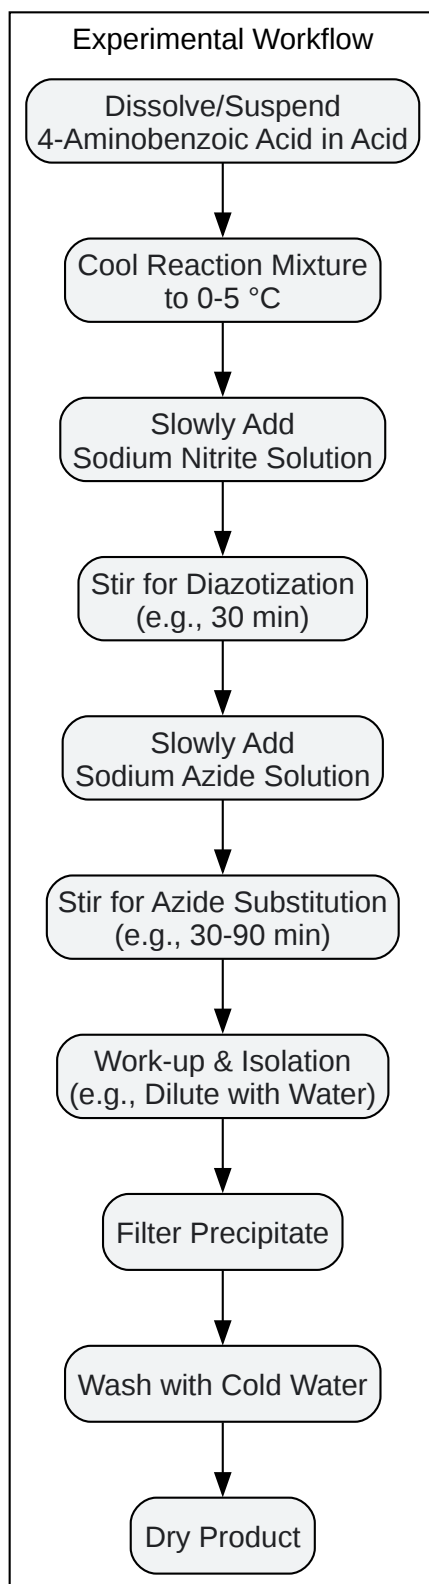 Experimental Workflow
Dissolve/Suspend
4-Aminobenzoic Acid in Acid
Cool Reaction Mixture
to 0-5 °C
Slowly Add
Sodium Nitrite Solution
Stir for Diazotization
(e.g., 30 min)
Slowly Add
Sodium Azide Solution
Stir for Azide Substitution
(e.g., 30-90 min)
Work-up & Isolation
(e.g., Dilute with Water)
Filter Precipitate
Wash with Cold Water
Dry Product